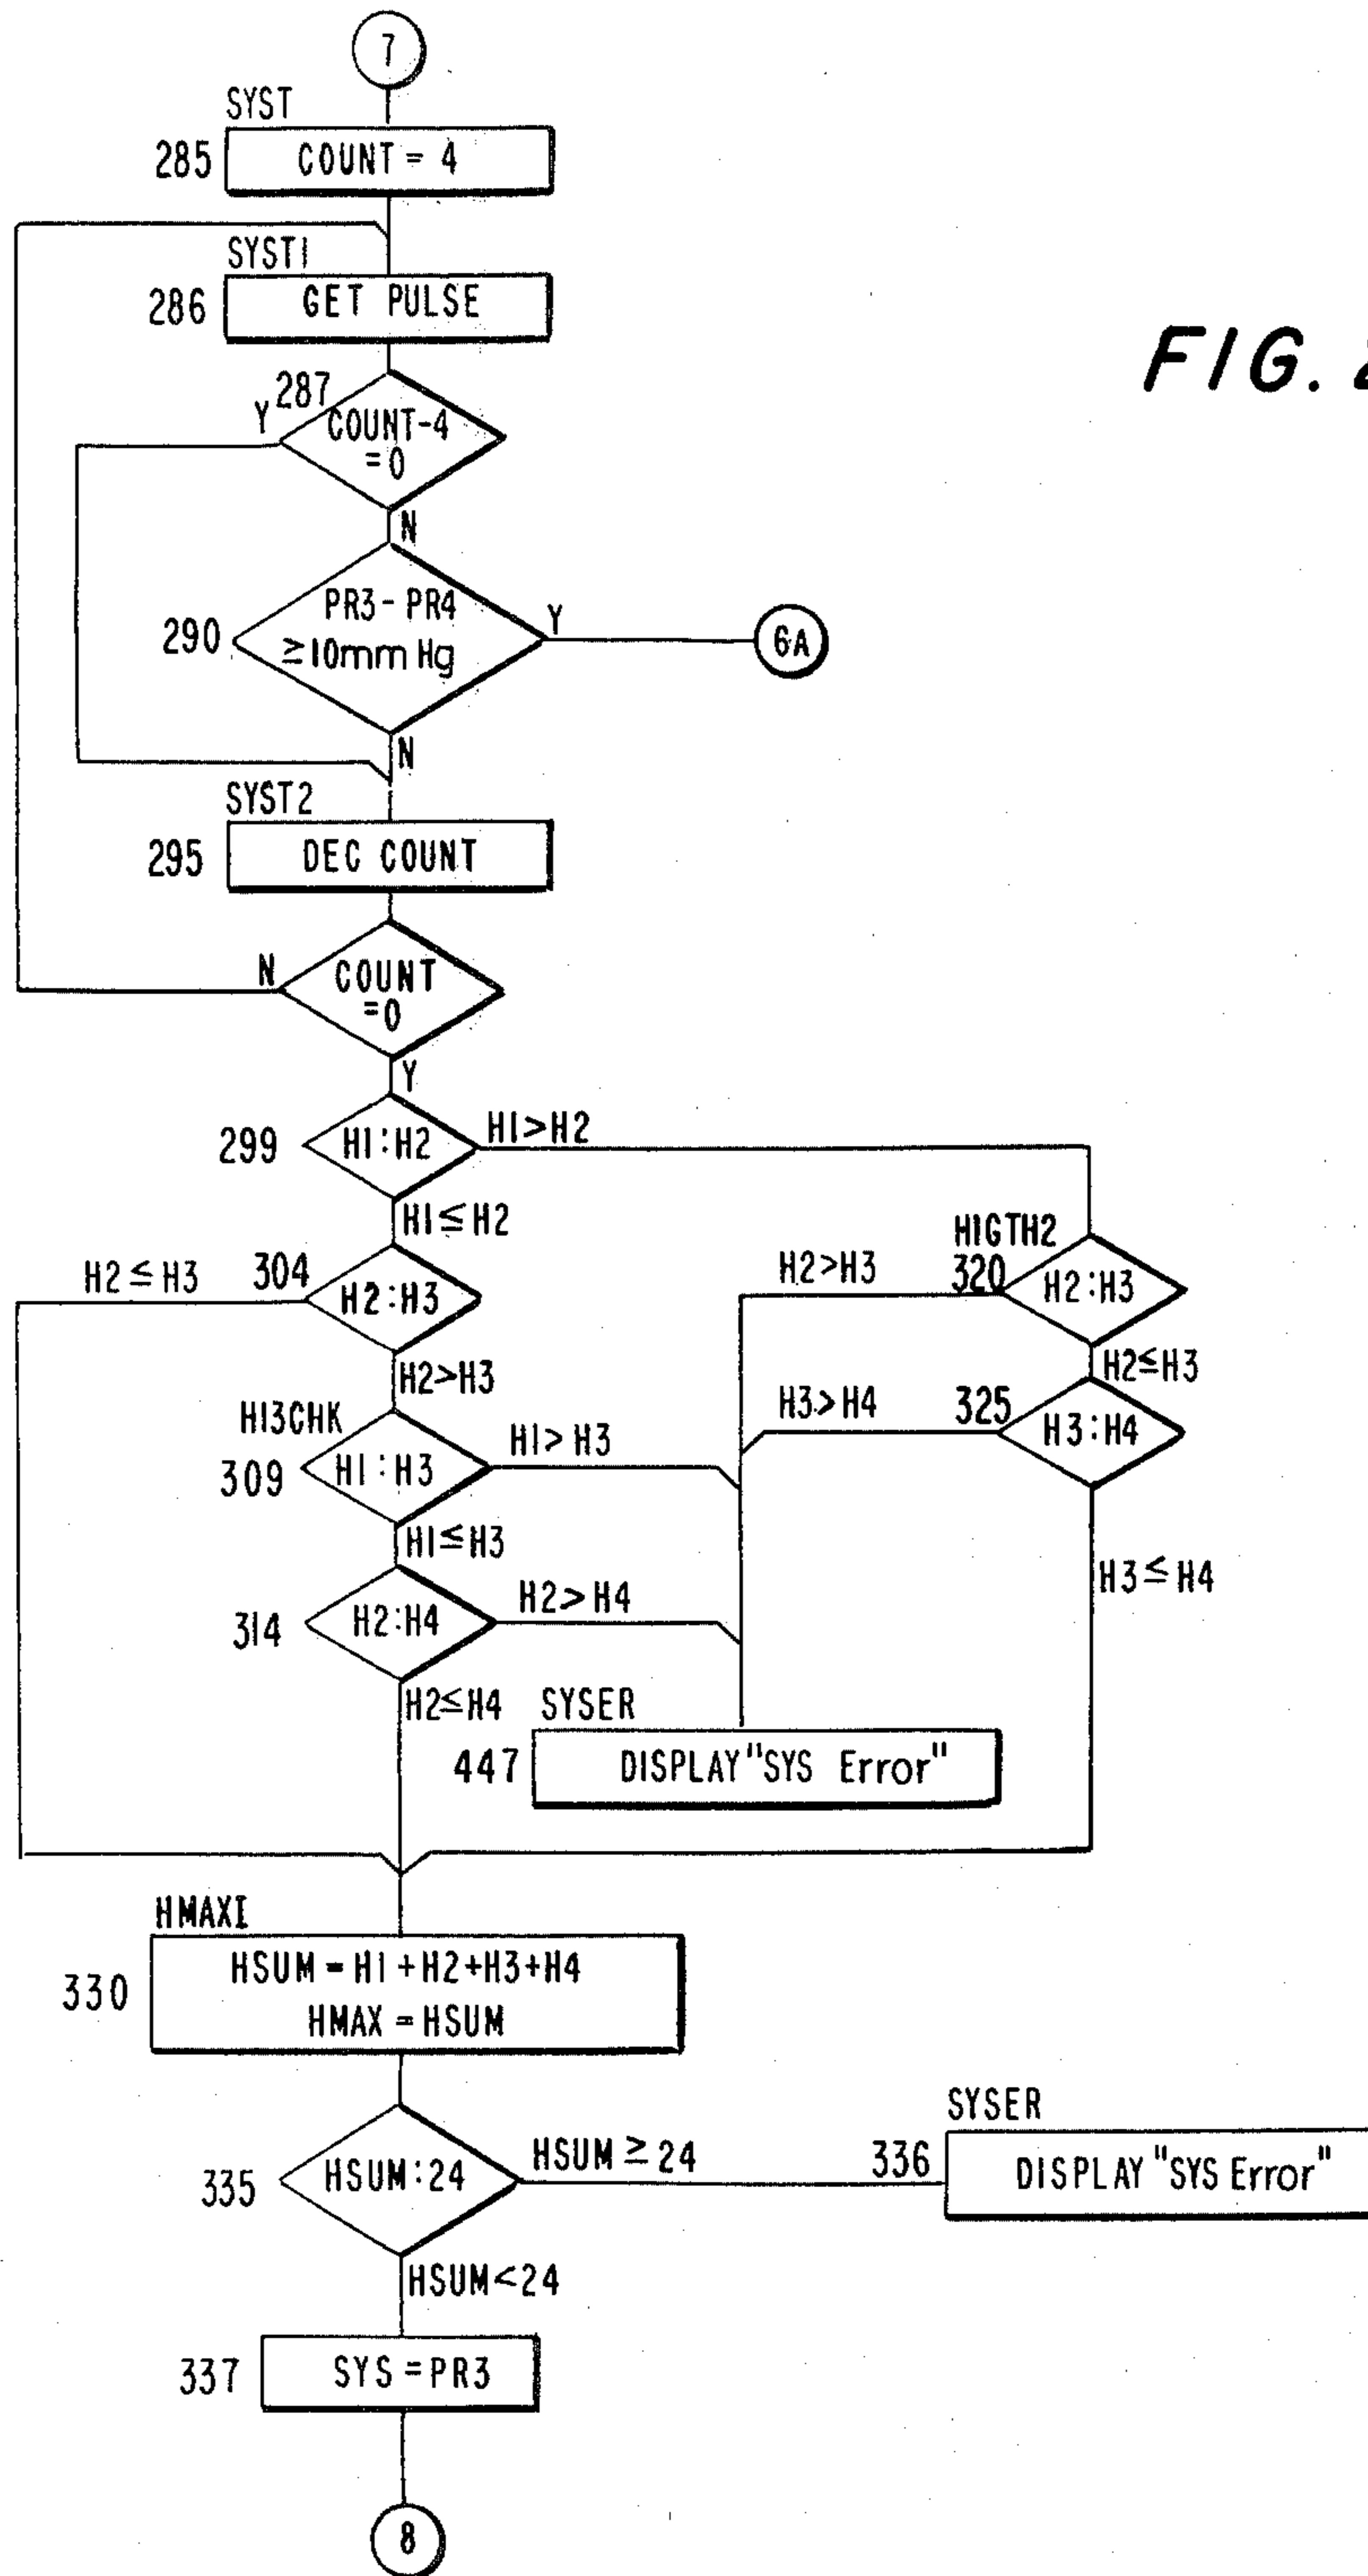 7
SYST
285
COUNT = 4
SYST1
286
GET PULSE
FIG. 2
287
Y
COUNT-4
=0
N
290
PR3 - PR4
≥10mm Hg
Y
6A
N
SYST2
295
DEC COUNT
N
COUNT
=0
Y
299
H1:H2
H1>H2
H1≤H2
H1GTH2
H2≤H3
304
H2:H3
H2>H3
320
H2:H3
H2>H3
H2≤H3
H13CHK
309
H1:H3
H1>H3
H3>H4
325
H3:H4
H1≤H3
H3≤H4
314
H2:H4
H2>H4
H2≤H4
SYSER
447
DISPLAY "SYS Error"
HMAX1
330
HSUM = H1+H2+H3+H4
HMAX = HSUM
SYSER
335
HSUM:24
HSUM ≥ 24
336
DISPLAY "SYS Error"
HSUM<24
337
SYS = PR3
8